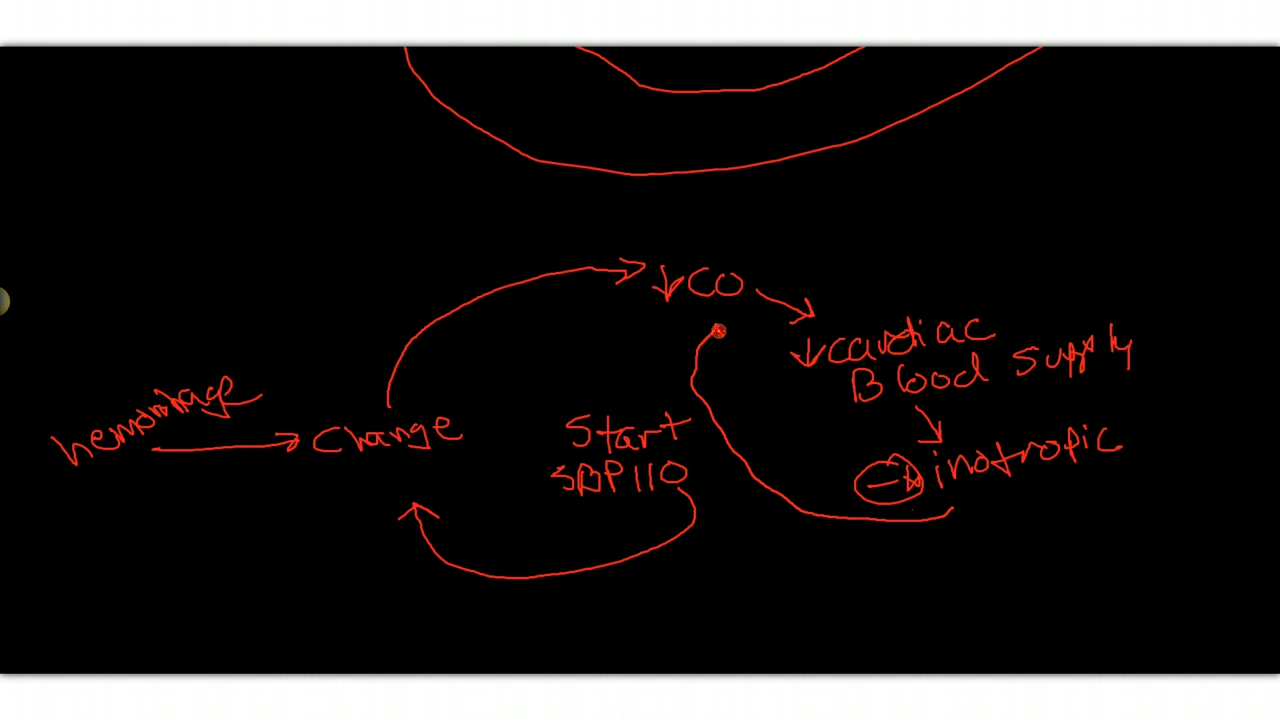 ↓CO
↓cardiac
Blood supply
hemorrhage
Change
Start
SBP110
inotropic